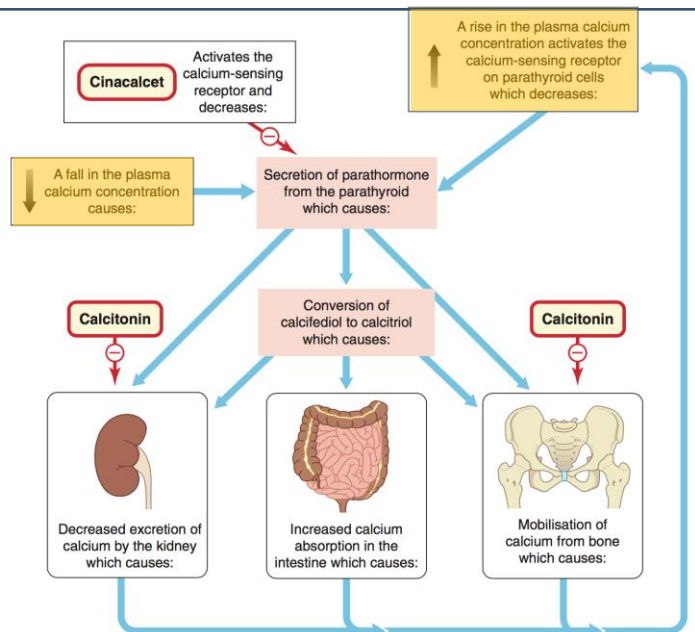 Cinacalcet
Activates the
calcium-sensing
receptor and
decreases:
A rise in the plasma calcium
concentration activates the
calcium-sensing receptor
on parathyroid cells
which decreases:
A fall in the plasma
calcium concentration
causes:
Secretion of parathormone
from the parathyroid
which causes:
Calcitonin
Conversion of
calcifediol to calcitriol
which causes:
Calcitonin
Decreased excretion of
calcium by the kidney
which causes:
Increased calcium
absorption in the
intestine which causes:
Mobilisation of
calcium from bone
which causes: